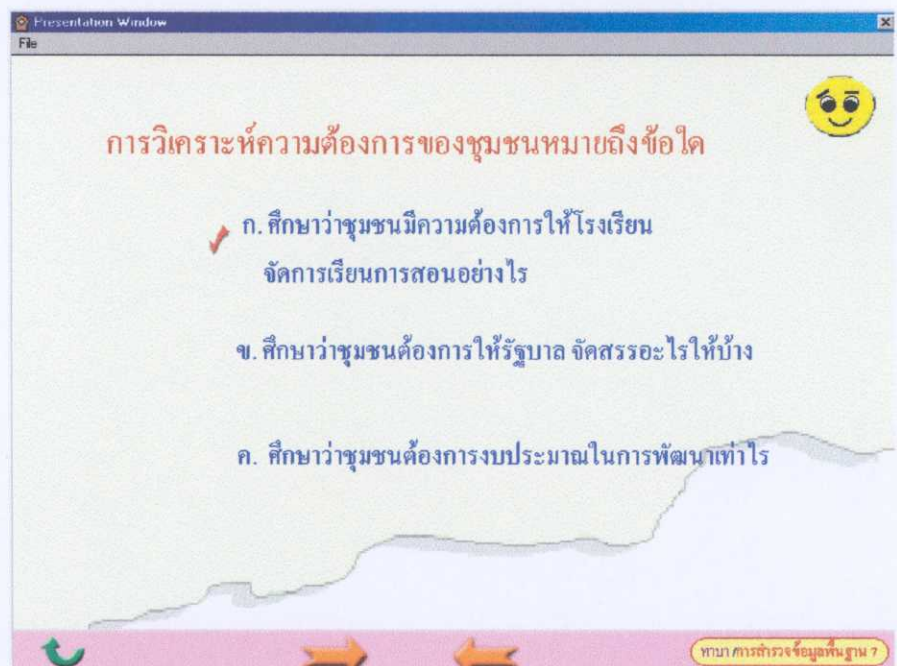 Presentation Window
File
การวิเคราะห์ความต้องการของชุมชนหมายถึงข้อใด
ก. ศึกษาว่าชุมชนมีความต้องการให้โรงเรียน
จัดการเรียนการสอนอย่างไร
ข. ศึกษาว่าชุมชนต้องการให้รัฐบาล จัดสรรอะไรให้บ้าง
ค. ศึกษาว่าชุมชนต้องการงบประมาณในการพัฒนาเท่าไร
ทาบา/การสำรวจข้อมูลพื้นฐาน 7